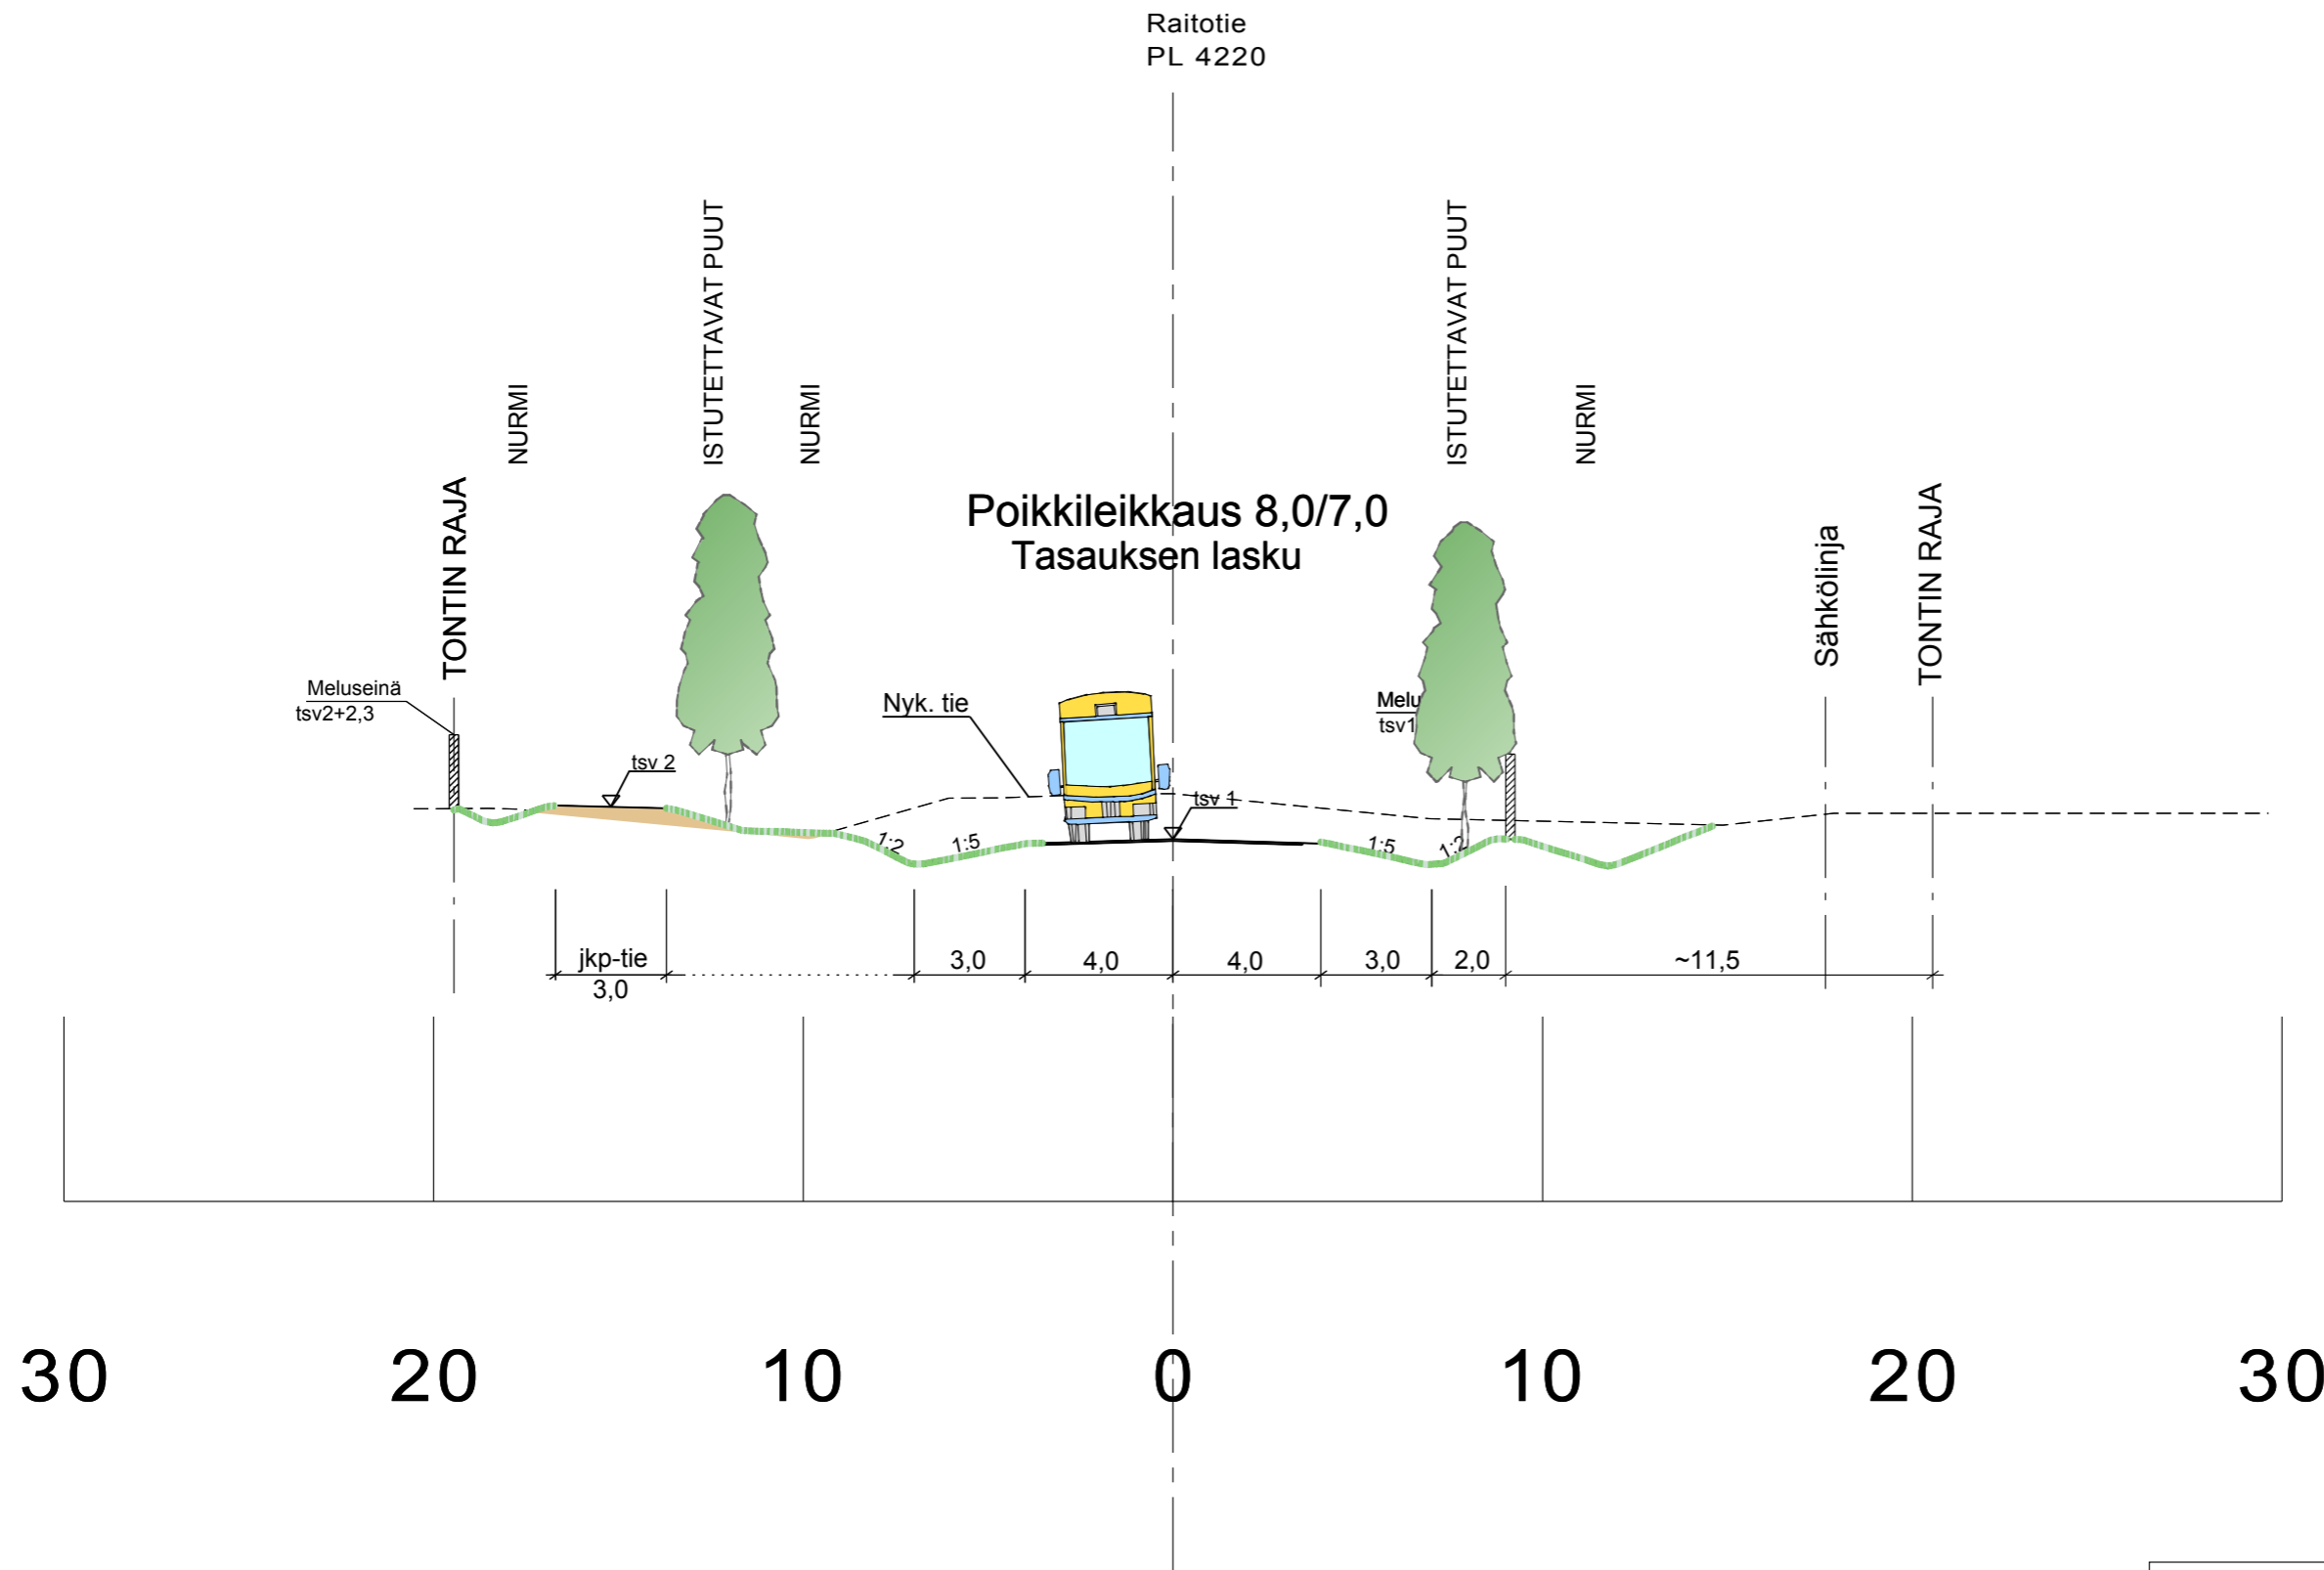 Raitotie
PL 4220
ISTUTETTAVAT PUUT
ISTUTETTAVAT PUUT
NURMI
NURMI
NURMI
TONTIN RAJA
Poikkileikkaus 8,0/7,0
Tasauksen lasku
Sähkölinja
TONTIN RAJA
Meluseinä
tsv2+2,3
Nyk. tie
Melu
tsv1
tsv 2
tsv 1
1:2
1:5
1:5
1:2
jkp-tie
3,0
3,0
4,0
4,0
3,0
2,0
~11,5
30
20
10
0
10
20
30